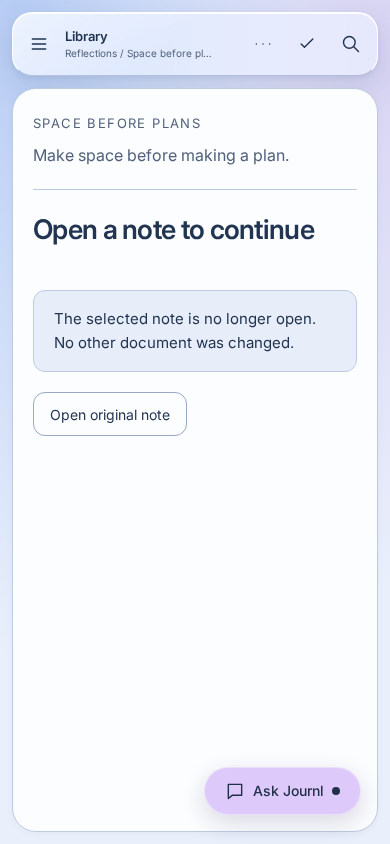 Library
Reflections / Space before pl...
SPACE BEFORE PLANS
Make space before making a plan.
Open a note to continue
The selected note is no longer open.
No other document was changed.
Open original note
Ask Journl